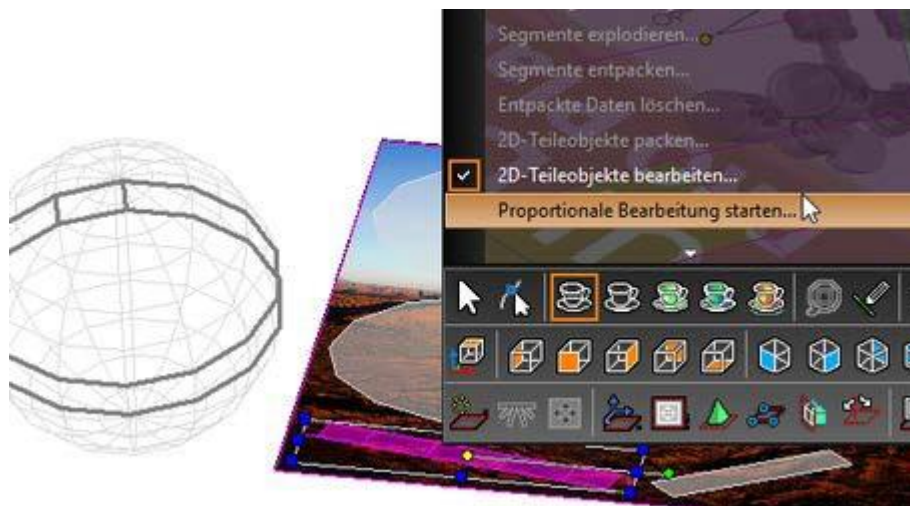 Segmente explodieren...
Segmente entpacken...
Entpackte Daten löschen...
2D-Teileobjekte packen...
2D-Teileobjekte bearbeiten...
Proportionale Bearbeitung starten...